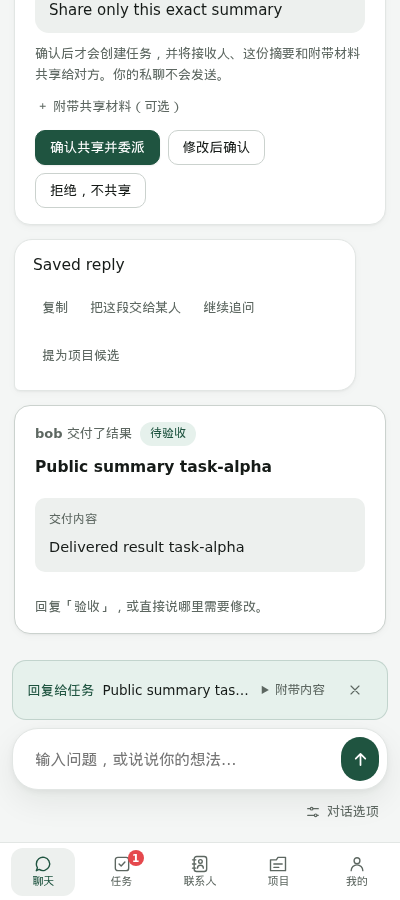 Share only this exact summary
确认后才会创建任务，并将接收人、这份摘要和附带材料
共享给对方。你的私聊不会发送。
+ 附带共享材料（可选）
确认共享并委派
修改后确认
拒绝，不共享
Saved reply
复制 把这段交给某人 继续追问
提为项目候选
bob 交付了结果 待验收
Public summary task-alpha
交付内容
Delivered result task-alpha
回复「验收」，或直接说哪里需要修改。
回复给任务 Public summary tas... ▶ 附带内容 ×
输入问题，或说说你的想法...
对话选项
1
聊天 任务 联系人 项目 我的